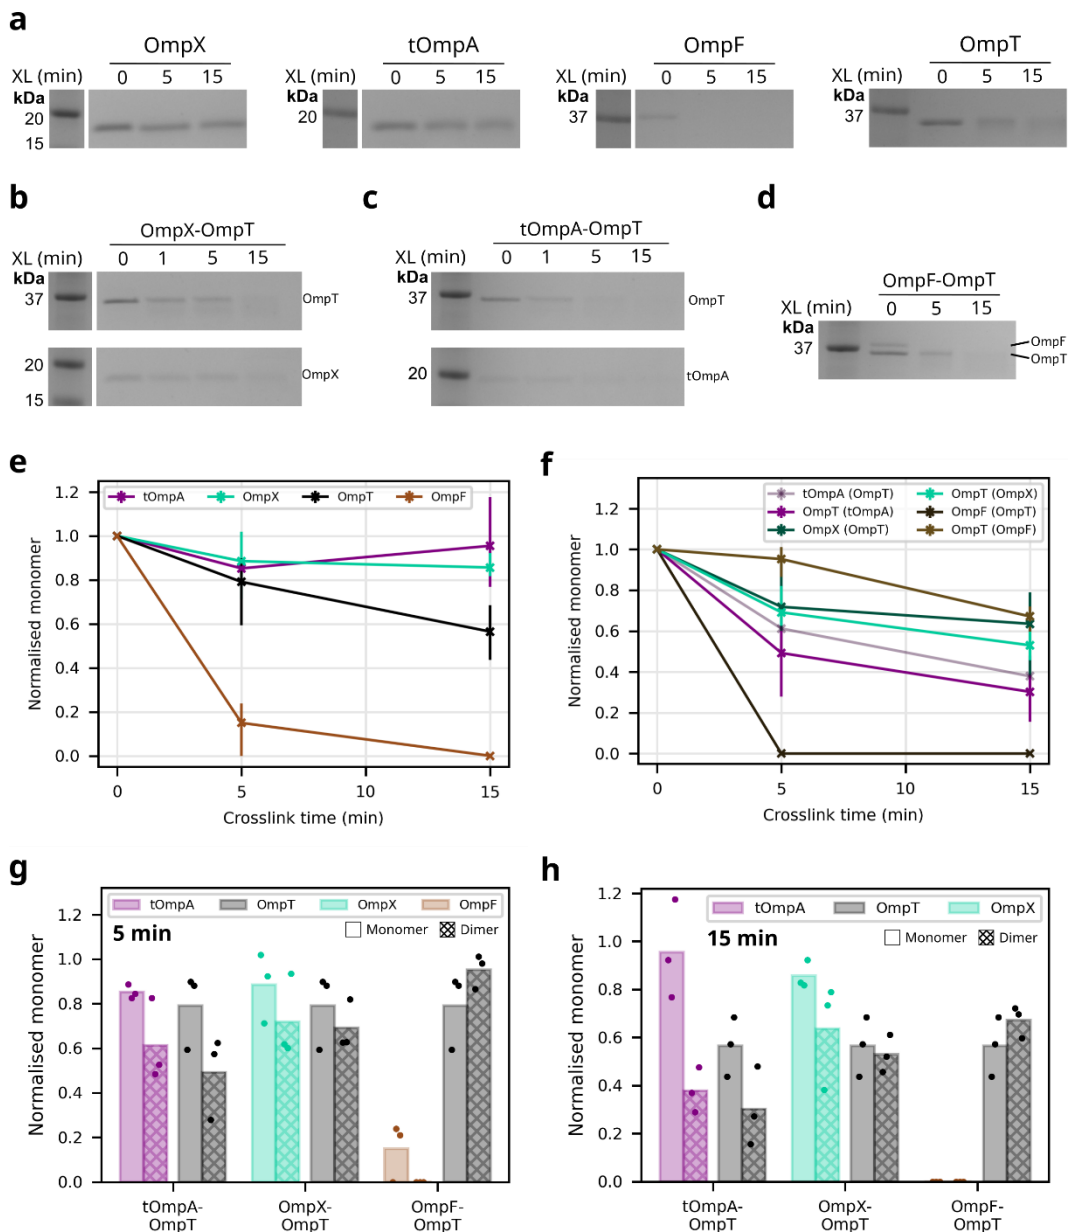 a
OmpX
tOmpA
OmpF
OmpT
XL (min) 0 5 15
XL (min) 0 5 15
XL (min) 0 5 15
XL (min) 0 5 15
kDa
20
15
kDa
20
kDa
37
kDa
37
b
OmpX-OmpT
XL (min) 0 1 5 15
kDa
37
OmpT
20
OmpX
15
c
tOmpA-OmpT
XL (min) 0 1 5 15
kDa
37
OmpT
20
tOmpA
d
OmpF-OmpT
XL (min) 0 5 15
kDa
37
OmpF
OmpT
e
tOmpA OmpX OmpT OmpF
Normalised monomer
1.2
1.0
0.8
0.6
0.4
0.2
0.0
0 5 10 15
Crosslink time (min)
f
tOmpA (OmpT) OmpT (OmpX)
OmpT (tOmpA) OmpF (OmpT)
OmpX (OmpT) OmpT (OmpF)
Normalised monomer
1.2
1.0
0.8
0.6
0.4
0.2
0.0
0 5 10 15
Crosslink time (min)
g
tOmpA OmpT OmpX OmpF
5 min
Monomer Dimer
Normalised monomer
1.2
1.0
0.8
0.6
0.4
0.2
0.0
tOmpA-
OmpT
OmpX-
OmpT
OmpF-
OmpT
h
tOmpA OmpT OmpX
15 min
Monomer Dimer
Normalised monomer
1.2
1.0
0.8
0.6
0.4
0.2
0.0
tOmpA-
OmpT
OmpX-
OmpT
OmpF-
OmpT